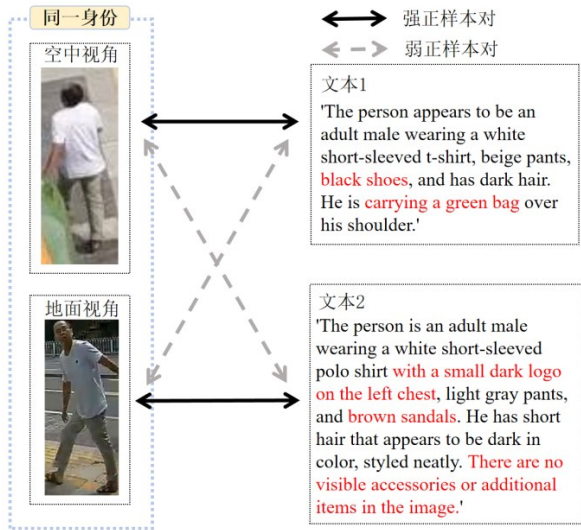 同一身份
强正样本对
弱正样本对
空中视角
文本1
'The person appears to be an
adult male wearing a white
short-sleeved t-shirt, beige pants,
black shoes, and has dark hair.
He is carrying a green bag over
his shoulder.'
地面视角
文本2
'The person is an adult male
wearing a white short-sleeved
polo shirt with a small dark logo
on the left chest, light gray pants,
and brown sandals. He has short
hair that appears to be dark in
color, styled neatly. There are no
visible accessories or additional
items in the image.'